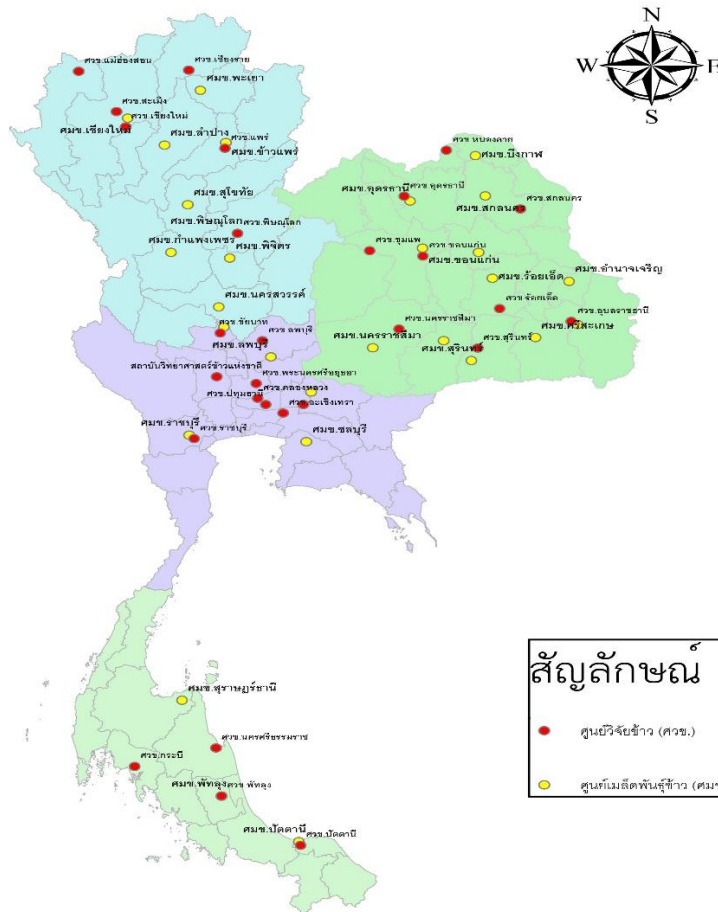 N
W E
S
ศวข.แม่ฮ่องสอน
ศวข.เชียงราย
ศมข.พะเยา
ศวข.สะเมิง
ศวข.เชียงใหม่
ศมข.เชียงใหม่
ศมข.ลำปาง
ศวข.แพร่
ศมข.ข้าวแพร่
ศมข.สุโขทัย
ศมข.พิษณุโลก
ศวข.พิษณุโลก
ศมข.กำแพงเพชร
ศมข.พิจิตร
ศมข.นครสวรรค์
ศวข.หนองคาย
ศมข.บึงกาฬ
ศมข.อุดรธานี
ศวข อุดรธานี
ศมข.สกลนคร
ศวข.สกลนคร
ศวข.ชุมแพ
ศวข ขอนแก่น
ศมข.ขอนแก่น
ศมข.ร้อยเอ็ด
ศมข.อำนาจเจริญ
ศวข ร้อยเอ็ด
ศวข.อุบลราชธานี
ศมข.ศรีสะเกษ
ศวข.นครราชสีมา
ศมข.นครราชสีมา
ศวข.สุรินทร์
ศมข.สุรินทร์
ศวข ชัยนาท
ศวข ลพบุรี
ศมข.ลพบุรี
สถาบันวิทยาศาสตร์ข้าวแห่งชาติ
ศวข.พระนครศรีอยุธยา
ศวข.คลองหลวง
ศวข.ปทุมธานี
ศวข.ฉะเชิงเทรา
ศมข.ราชบุรี
ศวข.ราชบุรี
ศมข.ชลบุรี
ศมข.สุราษฏร์ธานี
ศวข.นครศรีธรรมราช
ศวข.กระบี่
ศมข.พัทลุง
ศวข พัทลุง
ศมข.ปัตตานี
ศวข ปัตตานี
สัญลักษณ์
ศูนย์วิจัยข้าว (ศวข.)
ศูนย์เมล็ดพันธุ์ข้าว (ศมข